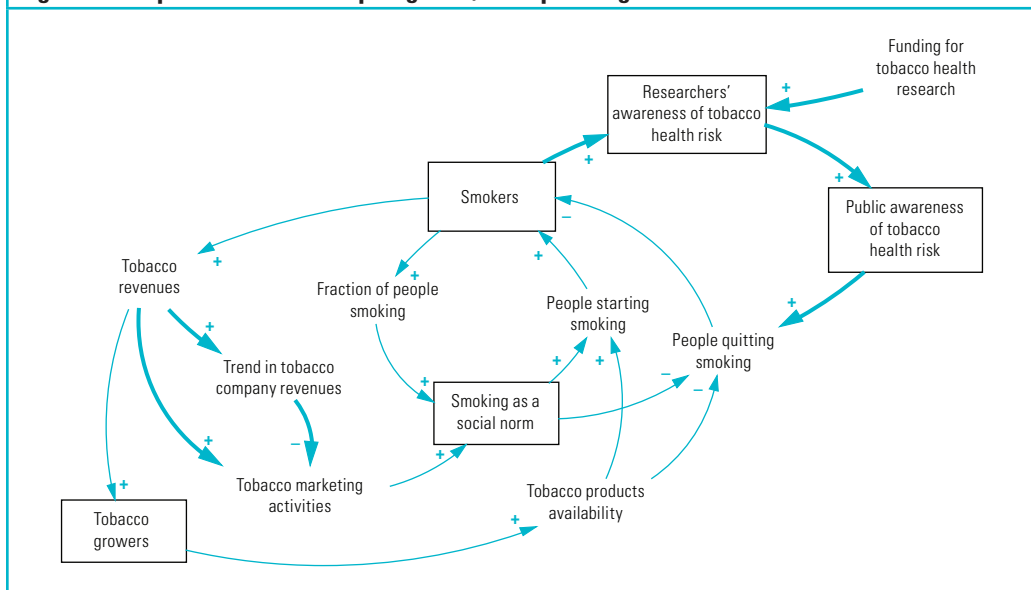 Funding for
tobacco health
research
+
Researchers'
awareness of tobacco
health risk
+
+
Public awareness
of tobacco
health risk
Smokers
–
+
+
+
+
Tobacco
revenues
Fraction of people
smoking
People starting
smoking
+
People quitting
smoking
+
Trend in tobacco
company revenues
+
+
–
–
+
Smoking as a
social norm
+
–
+
Tobacco marketing
activities
Tobacco products
availability
+
+
Tobacco
growers